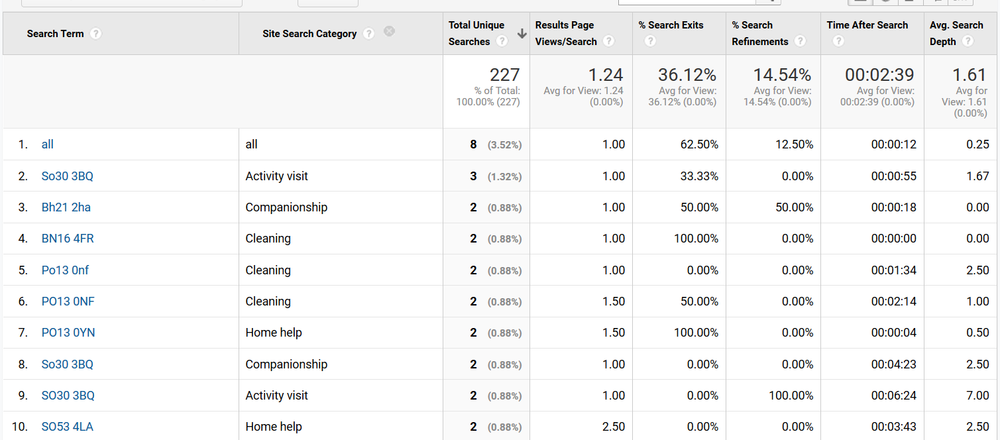 Search Term ? Site Search Category ? Total Unique Searches ? Results Page Views/Search ? % Search Exits ? % Search Refinements ? Time After Search ? Avg. Search Depth ?
227 1.24 36.12% 14.54% 00:02:39 1.61
% of Total: 100.00% (227) Avg for View: 1.24 (0.00%) Avg for View: 36.12% (0.00%) Avg for View: 14.54% (0.00%) Avg for View: 00:02:39 (0.00%) Avg for View: 1.61 (0.00%)
1. all all 8 (3.52%) 1.00 62.50% 12.50% 00:00:12 0.25
2. So30 3BQ Activity visit 3 (1.32%) 1.00 33.33% 0.00% 00:00:55 1.67
3. Bh21 2ha Companionship 2 (0.88%) 1.00 50.00% 50.00% 00:00:18 0.00
4. BN16 4FR Cleaning 2 (0.88%) 1.00 100.00% 0.00% 00:00:00 0.00
5. Po13 0nf Cleaning 2 (0.88%) 1.00 0.00% 0.00% 00:01:34 2.50
6. PO13 0NF Cleaning 2 (0.88%) 1.50 50.00% 0.00% 00:02:14 1.00
7. PO13 0YN Home help 2 (0.88%) 1.50 100.00% 0.00% 00:00:04 0.50
8. So30 3BQ Companionship 2 (0.88%) 1.00 0.00% 0.00% 00:04:23 2.50
9. SO30 3BQ Activity visit 2 (0.88%) 1.00 0.00% 100.00% 00:06:24 7.00
10. SO53 4LA Home help 2 (0.88%) 2.50 0.00% 0.00% 00:03:43 2.50